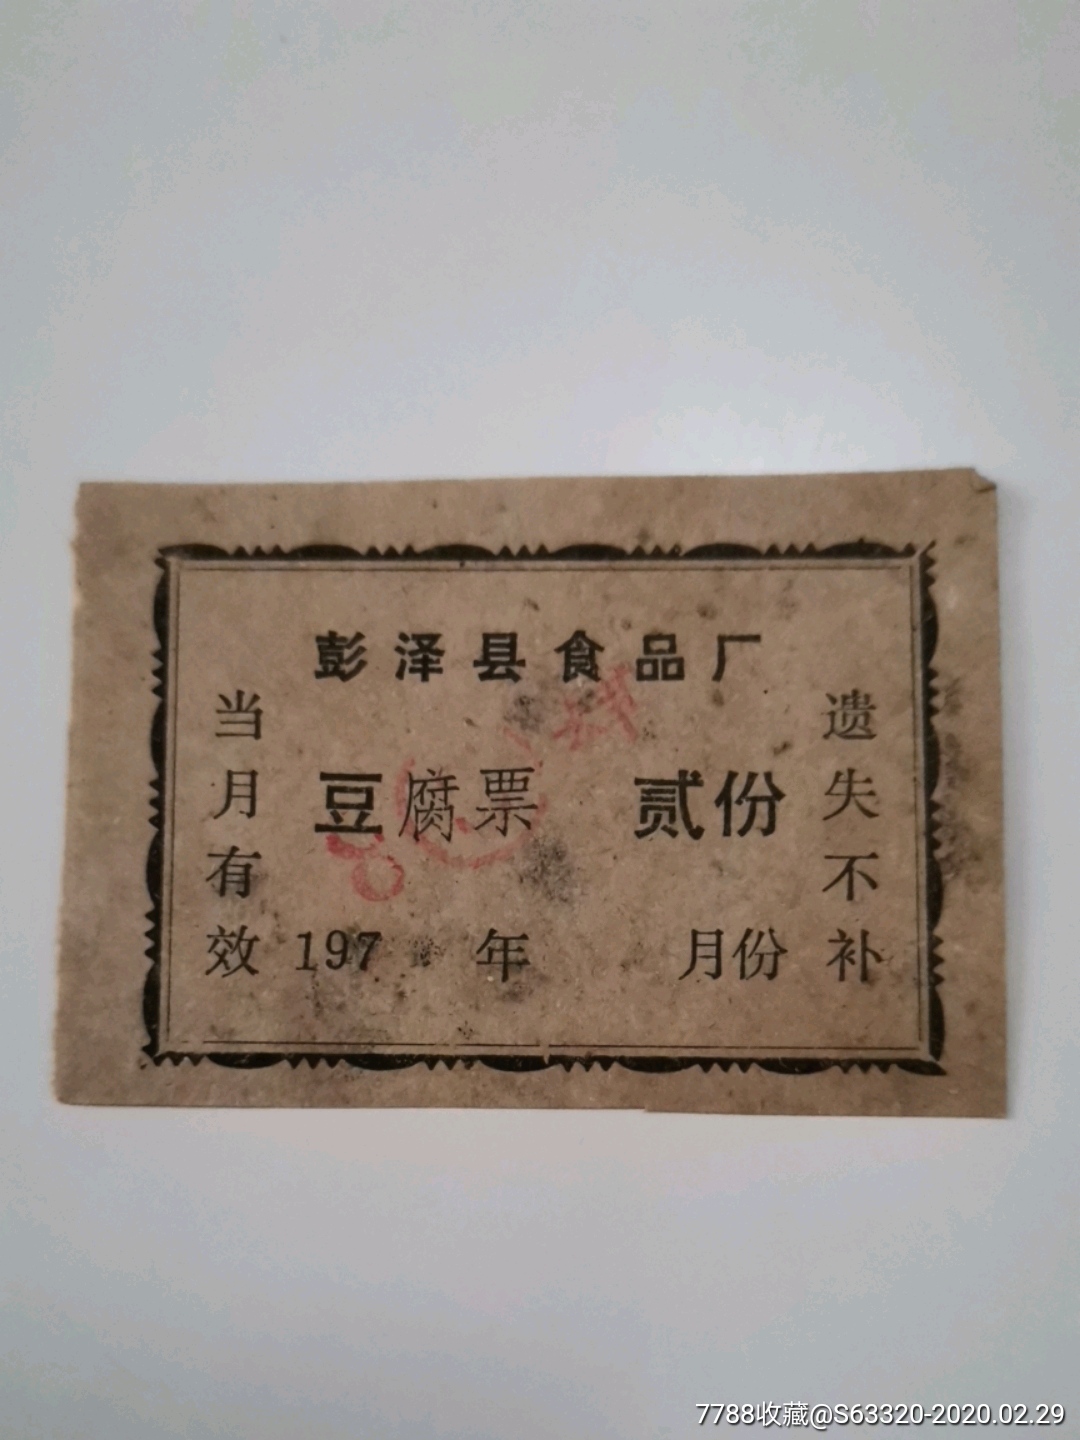 彭泽县食品厂
当月有效
豆腐票 贰份
197 年 月份
遗失不补
7788收藏@S63320-2020.02.29